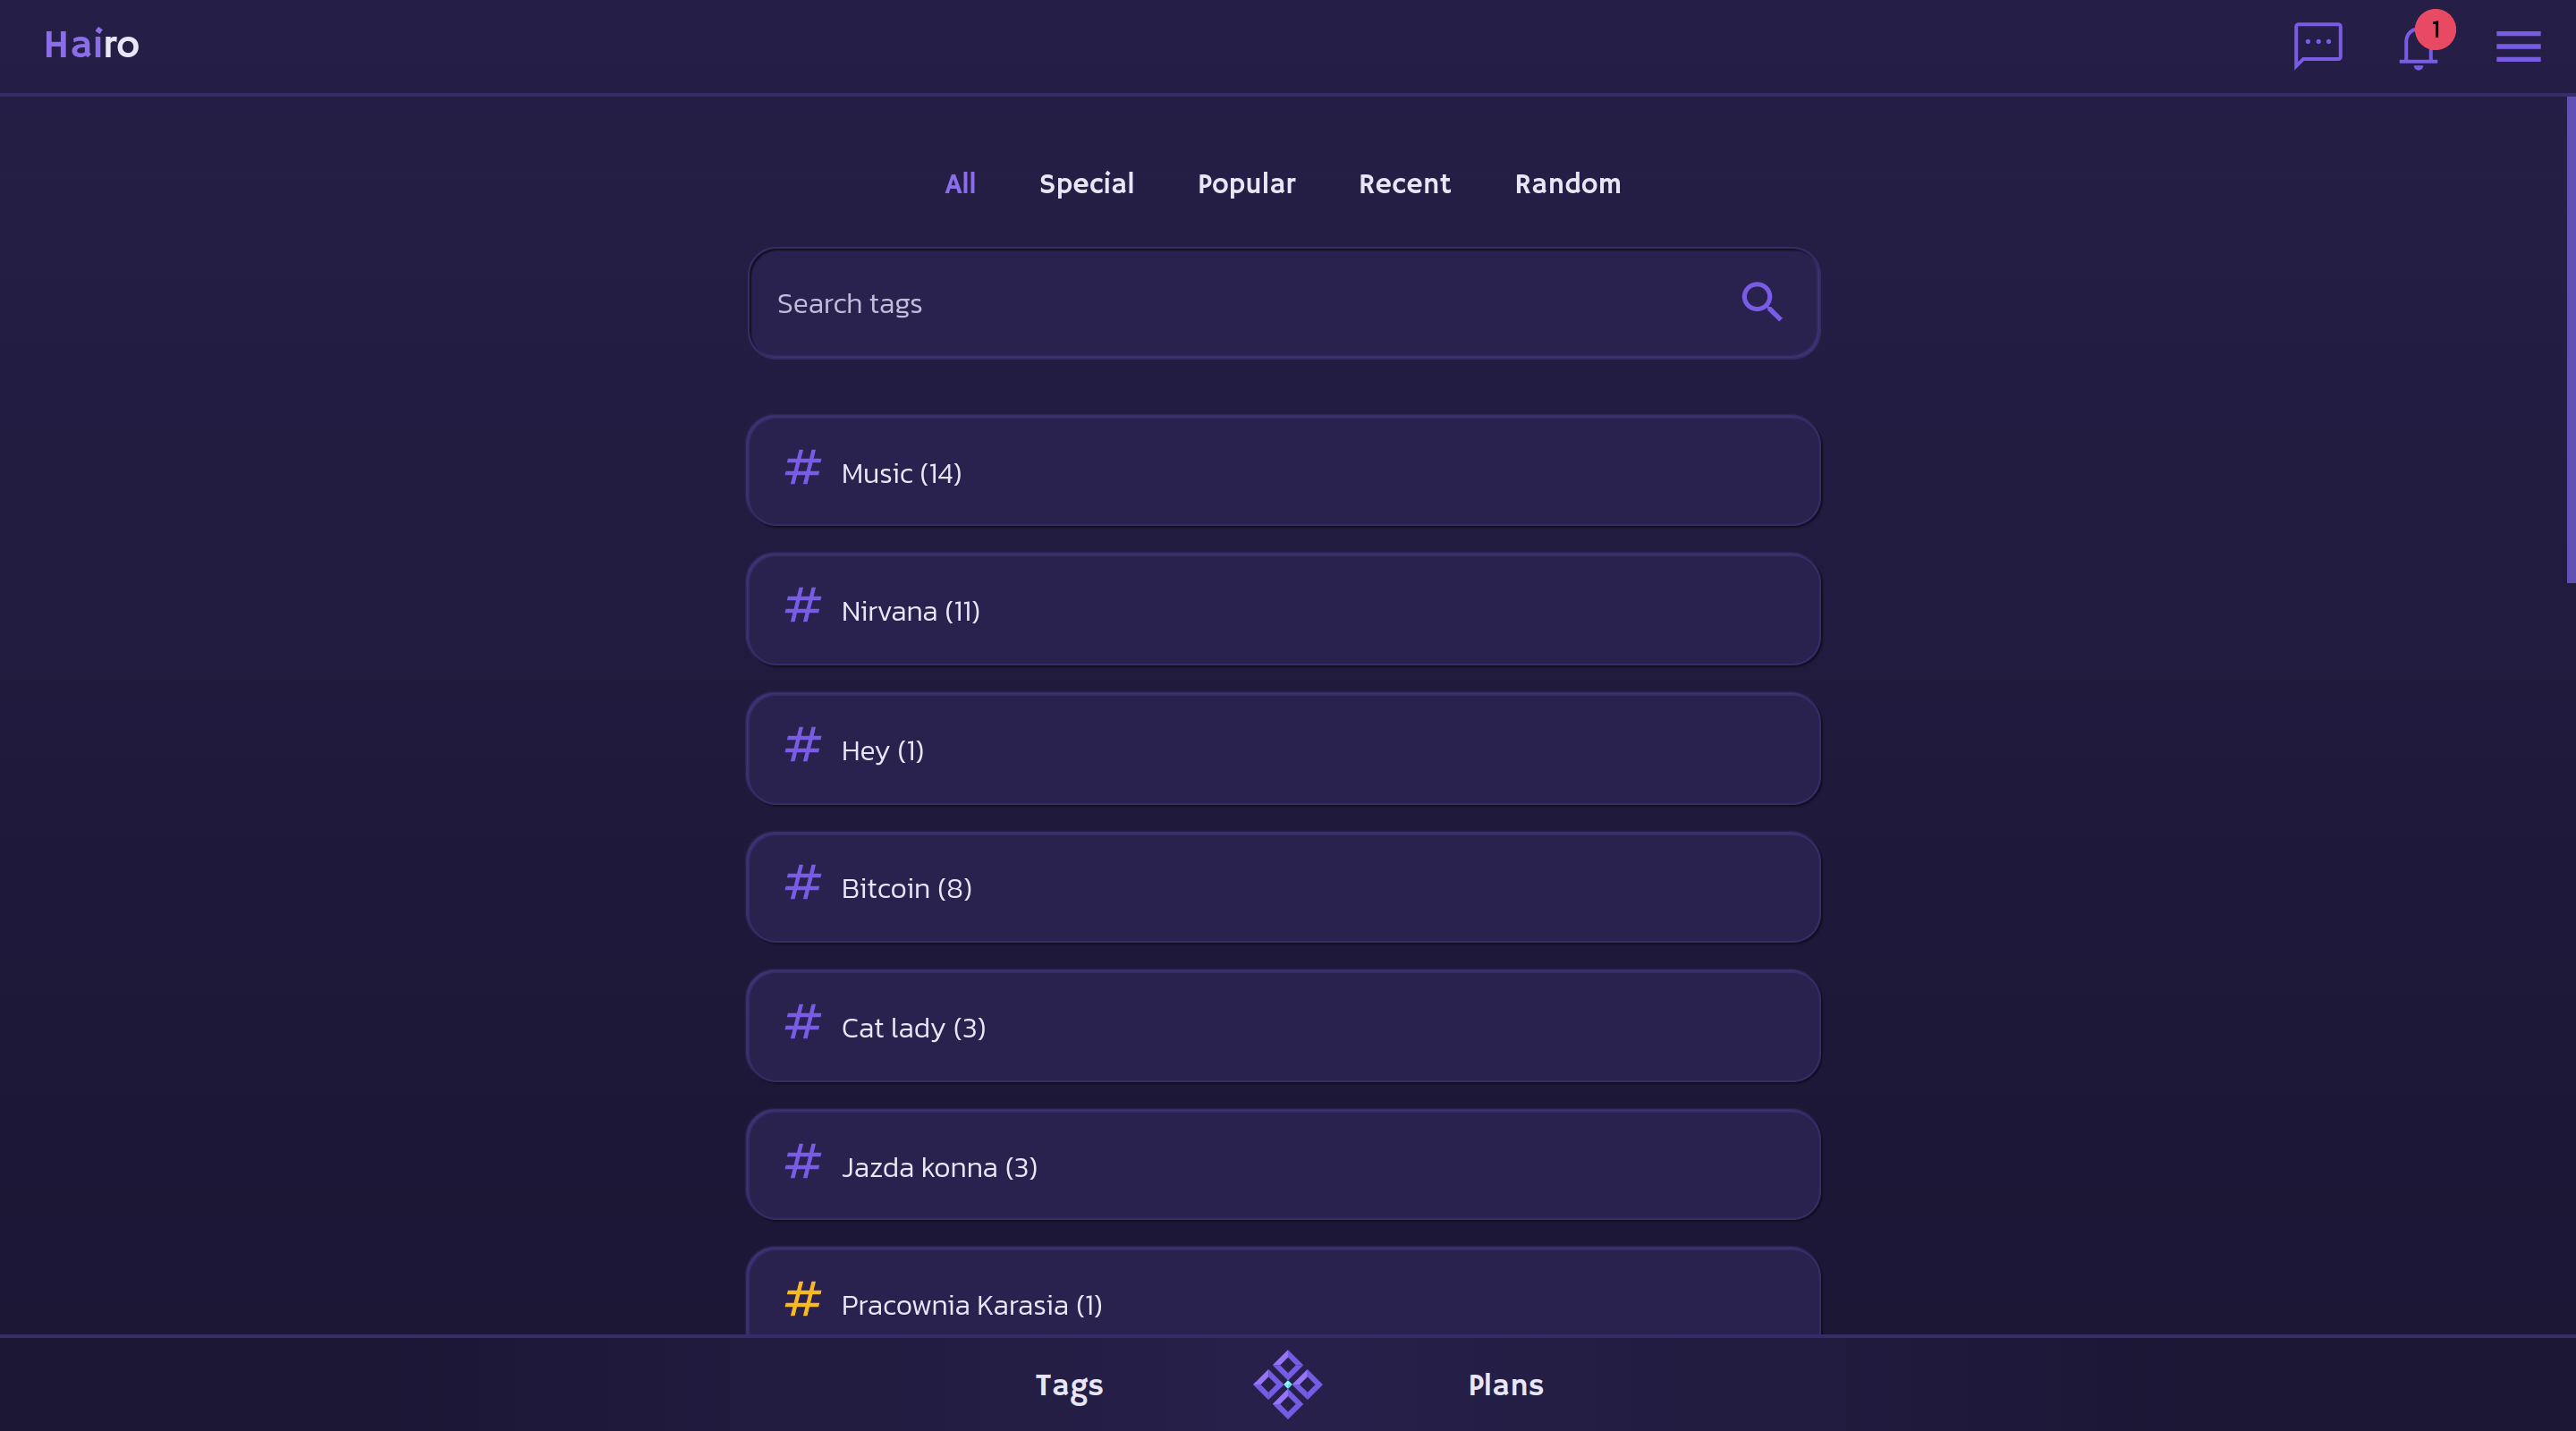 Hairo
1
All Special Popular Recent Random
Search tags
# Music (14)
# Nirvana (11)
# Hey (1)
# Bitcoin (8)
# Cat lady (3)
# Jazda konna (3)
# Pracownia Karasia (1)
Tags Plans